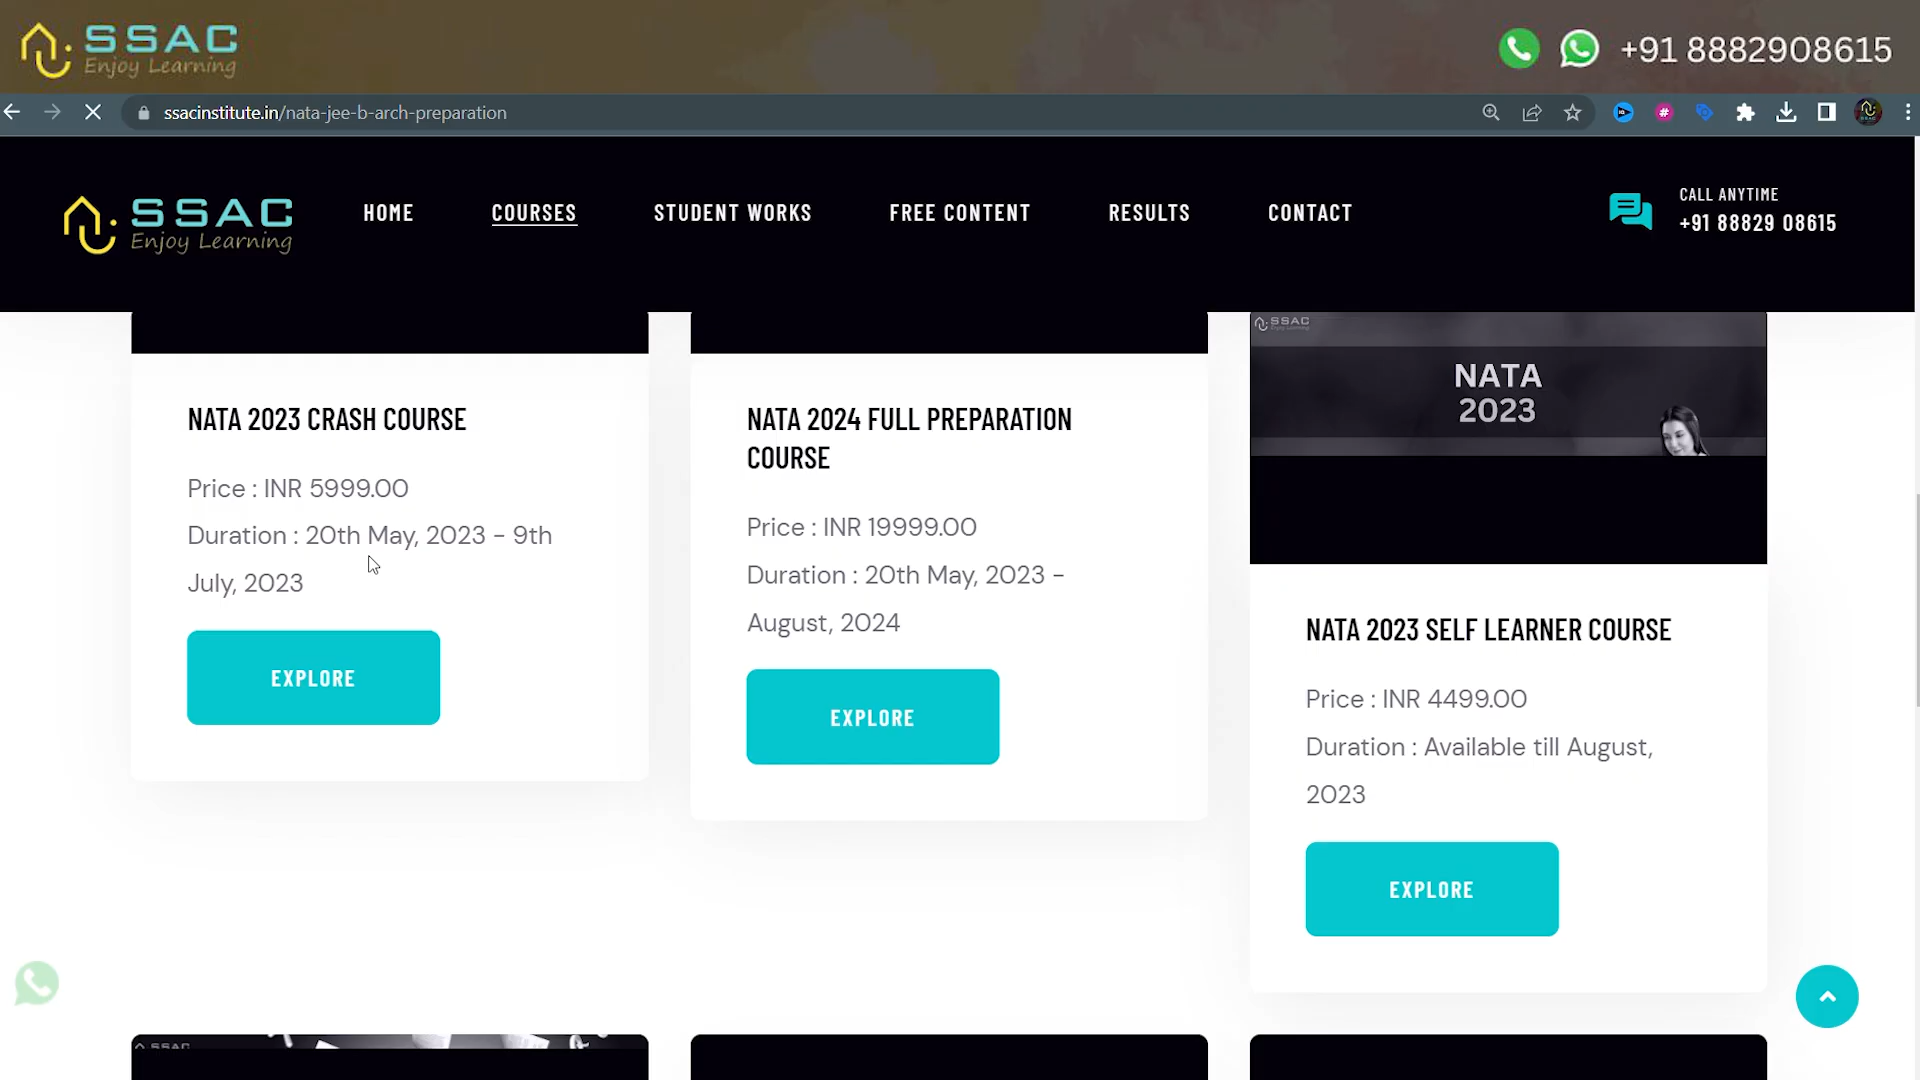 SSAC
Enjoy Learning
+91 8882908615
ssacinstitute.in/nata-jee-b-arch-preparation
SSAC
Enjoy Learning
HOME
COURSES
STUDENT WORKS
FREE CONTENT
RESULTS
CONTACT
CALL ANYTIME
+91 88829 08615
NATA 2023 CRASH COURSE
Price : INR 5999.00
Duration : 20th May, 2023 - 9th
July, 2023
EXPLORE
NATA 2024 FULL PREPARATION
COURSE
Price : INR 19999.00
Duration : 20th May, 2023 -
August, 2024
EXPLORE
SSAC
Enjoy Learning
NATA
2023
NATA 2023 SELF LEARNER COURSE
Price : INR 4499.00
Duration : Available till August,
2023
EXPLORE
SSAC